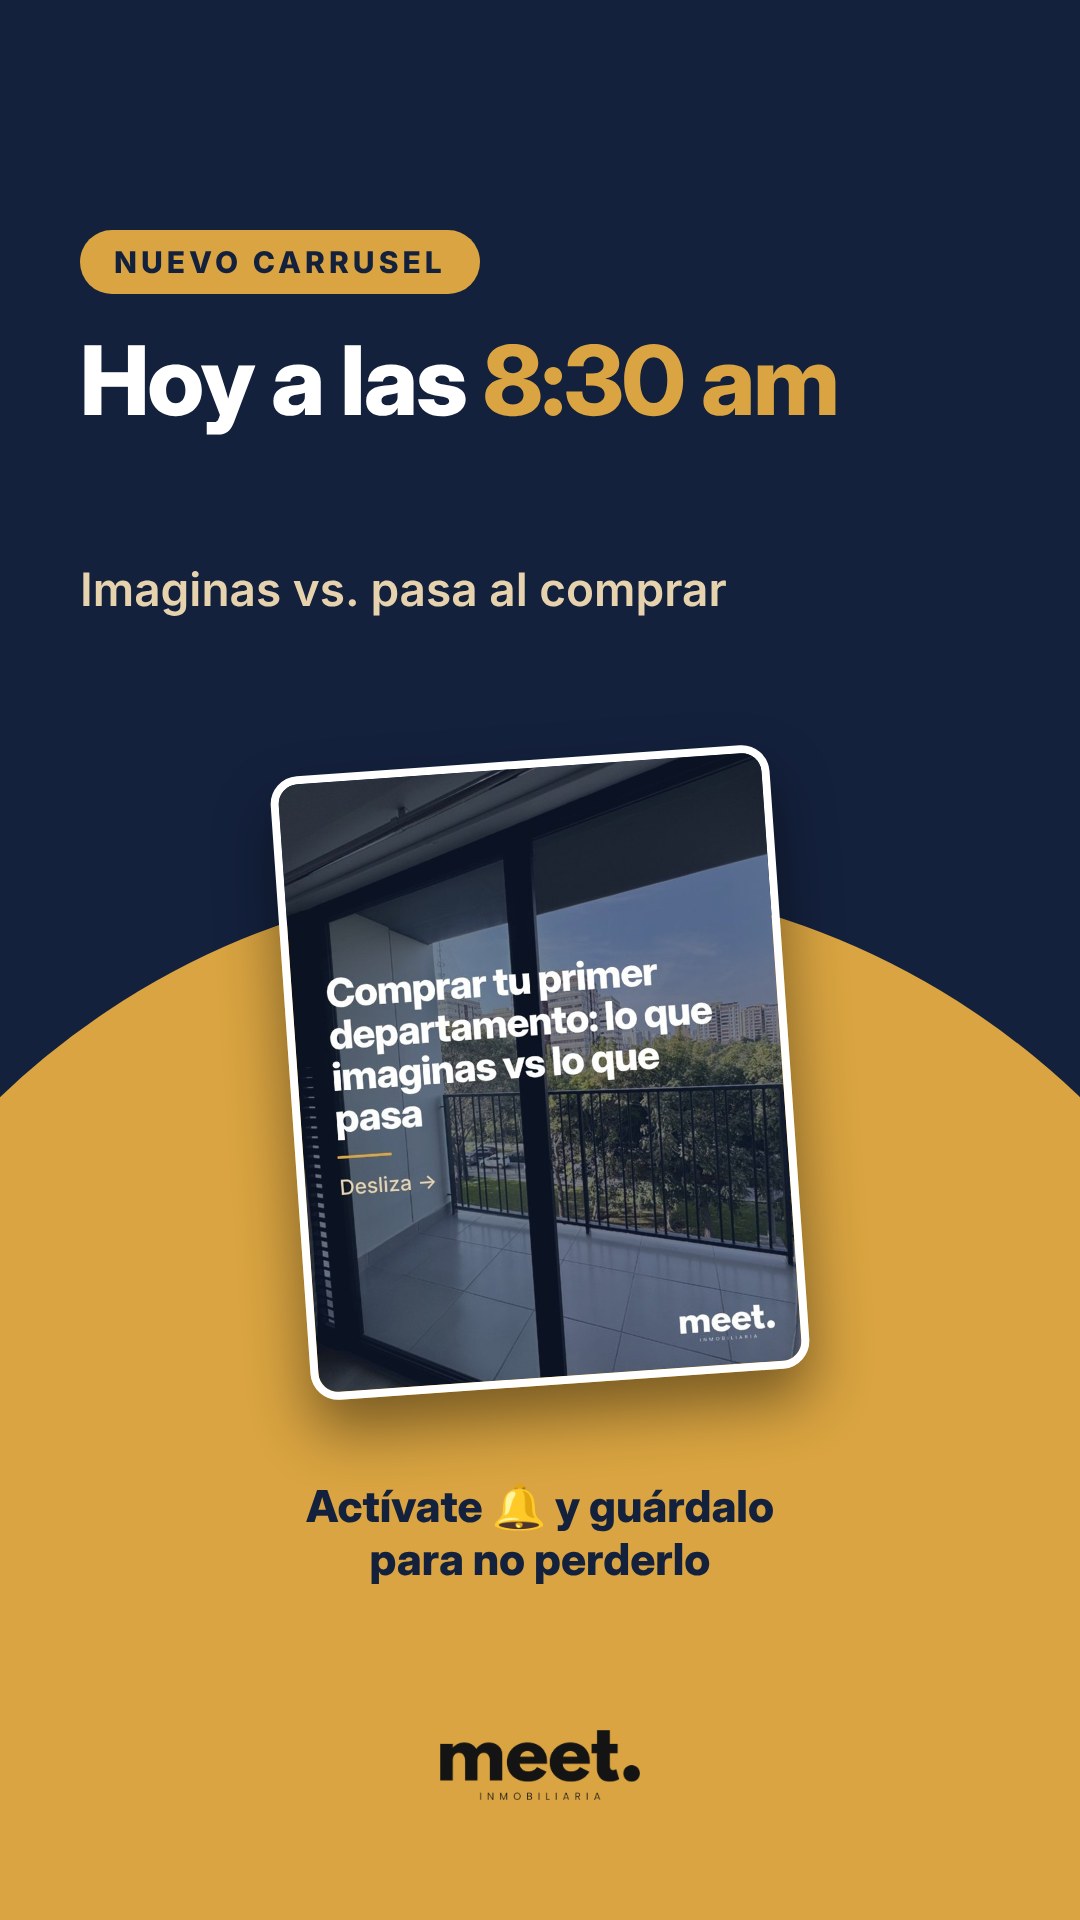 NUEVO CARRUSEL
Hoy a las 8:30 am
Imaginas vs. pasa al comprar
Comprar tu primer
departamento: lo que
imaginas vs lo que
pasa
Desliza →
meet.
INMOBILIARIA
Actívate 🔔 y guárdalo
para no perderlo
meet.
INMOBILIARIA